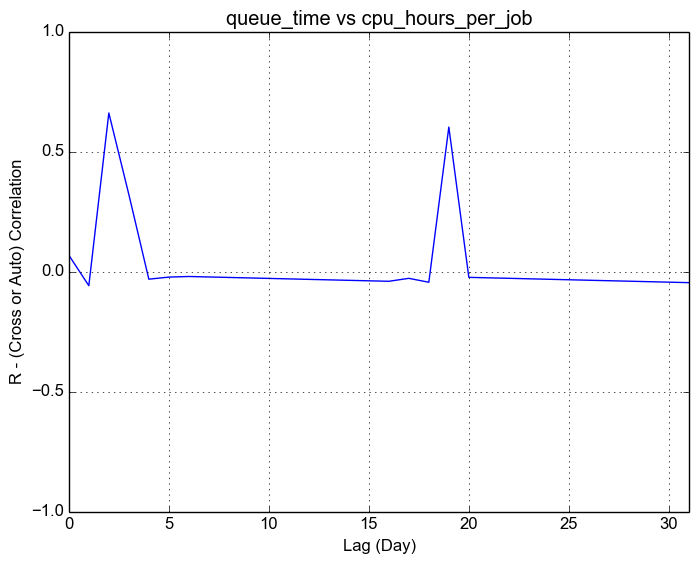 queue_time vs cpu_hours_per_job
1.0
0.5
0.0
−0.5
−1.0
R - (Cross or Auto) Correlation
0 5 10 15 20 25 30
Lag (Day)